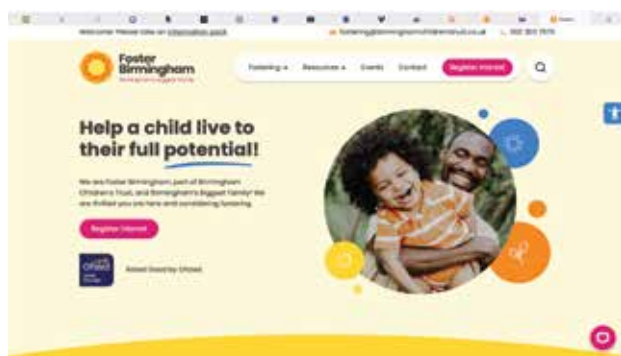 Welcome! Please take an information pack
Foster
Birmingham
Fostering
Resources
Events
Contact
Register Interest
Help a child live to
their full potential!
We are Foster Birmingham, part of Birmingham
Children's Trust, and Birmingham's Biggest Family! We
are thrilled you are here and considering fostering.
Register Interest
Ofsted
Rated Good by Ofsted